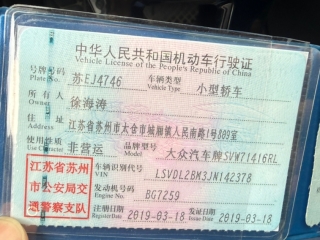 中华人民共和国机动车行驶证
Vehicle License of the People's Republic of China
号牌号码 苏EJ4746 车辆类型 小型轿车
Plate No. Vehicle Type
所有人 徐海涛
Owner
住址 江苏省苏州市太仓市城厢镇人民南路1号809室
Address
使用性质 非营运 品牌型号 大众汽车牌SVW71416RL
Use Character Model
江苏省苏州
市公安局交
通警察支队
车辆识别代号 LSVDL2BN3JN142378
VIN
发动机号码 BG7259
Engine No.
注册日期 2019-03-18 发证日期 2019-03-18
Register Date Issue Date